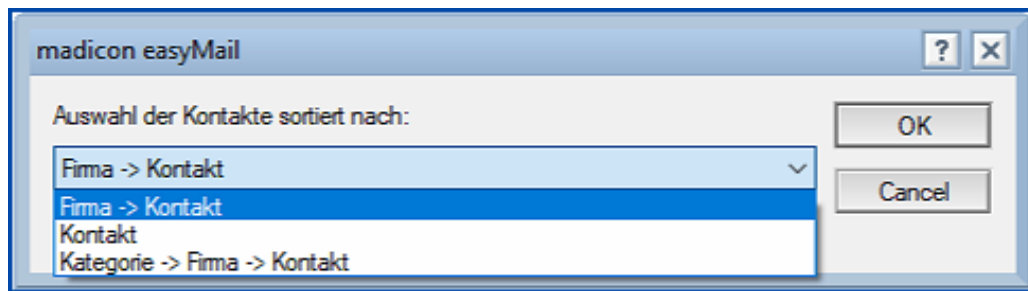 madicon easyMail
?
Auswahl der Kontakte sortiert nach:
OK
Firma -> Kontakt
Cancel
Firma -> Kontakt
Kontakt
Kategorie -> Firma -> Kontakt